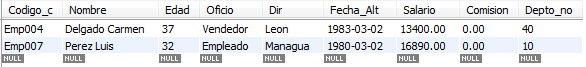 Codigo_c Nombre Edad Oficio Dir Fecha_Alt Salario Comision Depto_no
Emp004 Delgado Carmen 37 Vendedor Leon 1983-03-02 13400.00 0.00 40
Emp007 Perez Luis 32 Empleado Managua 1980-03-02 16890.00 0.00 10
NULL NULL NULL NULL NULL NULL NULL NULL NULL